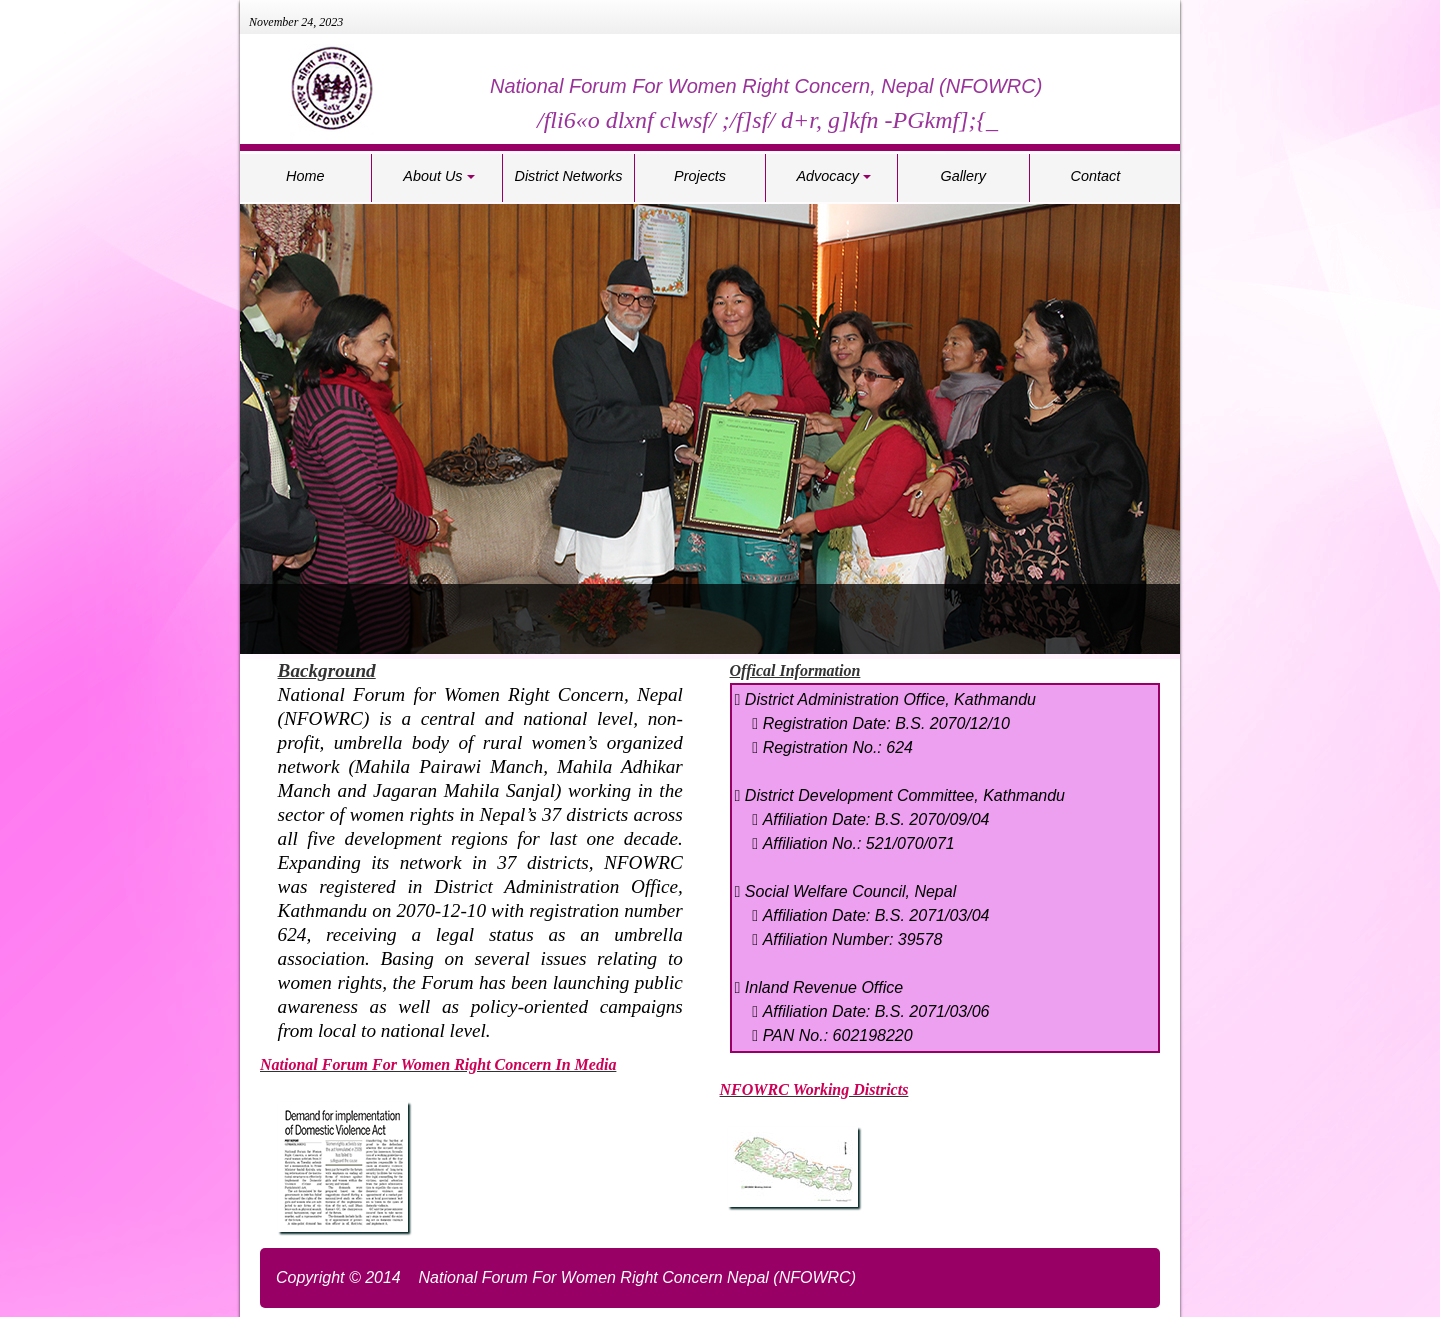 November 24, 2023
NFOWRC
National Forum For Women Right Concern, Nepal (NFOWRC)
/fli6«o dlxnf clwsf/ ;/f]sf/ d+r, g]kfn -PGkmf];{_
Home
About Us
District Networks
Projects
Advocacy
Gallery
Contact
Background
National Forum for Women Right Concern, Nepal
(NFOWRC) is a central and national level, non-
profit, umbrella body of rural women’s organized
network (Mahila Pairawi Manch, Mahila Adhikar
Manch and Jagaran Mahila Sanjal) working in the
sector of women rights in Nepal’s 37 districts across
all five development regions for last one decade.
Expanding its network in 37 districts, NFOWRC
was registered in District Administration Office,
Kathmandu on 2070-12-10 with registration number
624, receiving a legal status as an umbrella
association. Basing on several issues relating to
women rights, the Forum has been launching public
awareness as well as policy-oriented campaigns
from local to national level.
National Forum For Women Right Concern In Media
Demand for implementation
of Domestic Violence Act
Offical Information
District Administration Office, Kathmandu
Registration Date: B.S. 2070/12/10
Registration No.: 624
District Development Committee, Kathmandu
Affiliation Date: B.S. 2070/09/04
Affiliation No.: 521/070/071
Social Welfare Council, Nepal
Affiliation Date: B.S. 2071/03/04
Affiliation Number: 39578
Inland Revenue Office
Affiliation Date: B.S. 2071/03/06
PAN No.: 602198220
NFOWRC Working Districts
Copyright © 2014 National Forum For Women Right Concern Nepal (NFOWRC)